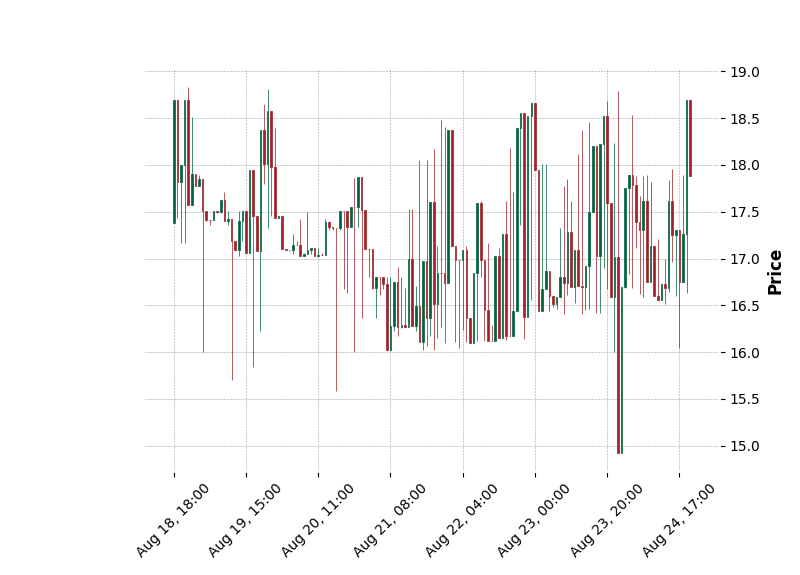 19.0
18.5
18.0
17.5
17.0
16.5
16.0
15.5
15.0
Price
Aug 18, 18:00
Aug 19, 15:00
Aug 20, 11:00
Aug 21, 08:00
Aug 22, 04:00
Aug 23, 00:00
Aug 23, 20:00
Aug 24, 17:00